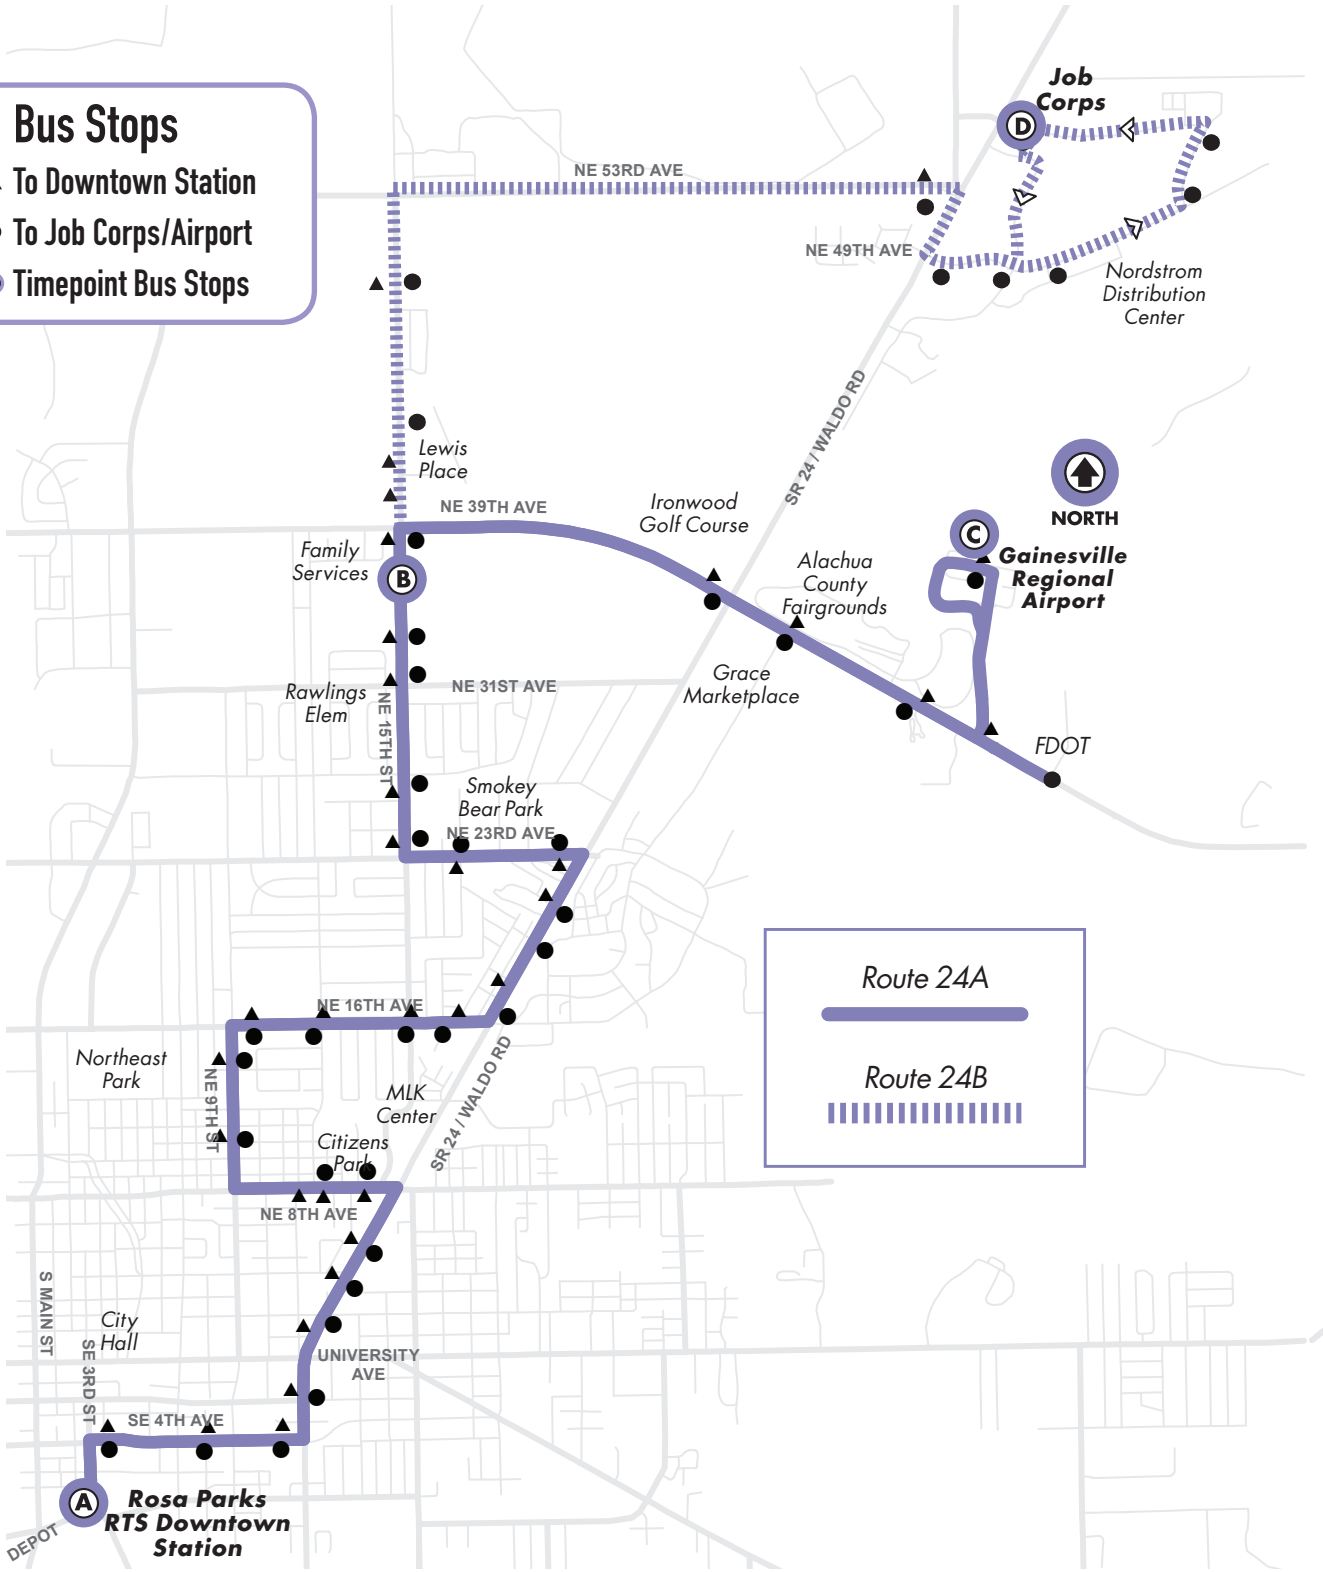 Job
Corps
D
Bus Stops
To Downtown Station
To Job Corps/Airport
Timepoint Bus Stops
NE 53RD AVE
NE 49TH AVE
Nordstrom
Distribution
Center
SR 24 / WALDO RD
Lewis
Place
NE 39TH AVE
Ironwood
Golf Course
NORTH
C
Gainesville
Regional
Airport
Family
Services
B
Alachua
County
Fairgrounds
Grace
Marketplace
Rawlings
Elem
NE 31ST AVE
NE 15TH ST
FDOT
Smokey
Bear Park
NE 23RD AVE
Route 24A
Route 24B
NE 16TH AVE
Northeast
Park
NE 9TH ST
MLK
Center
SR 24 / WALDO RD
Citizens
Park
NE 8TH AVE
S MAIN ST
City
Hall
SE 3RD ST
UNIVERSITY
AVE
SE 4TH AVE
A
Rosa Parks
RTS Downtown
Station
DEPOT